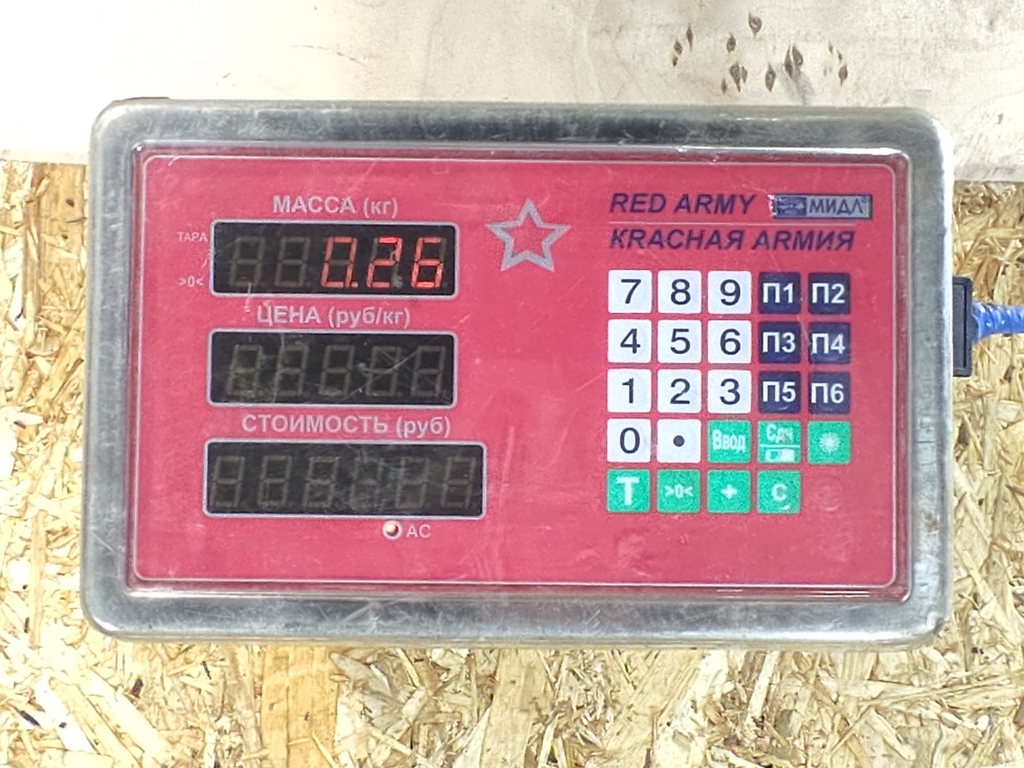 МАССА (кг)
ТАРА
0.26
>0<
ЦЕНА (руб/кг)
СТОИМОСТЬ (руб)
АС
RED ARMY МИДЛ
КRАСНАЯ АRМИЯ
7 8 9 П1 П2
4 5 6 П3 П4
1 2 3 П5 П6
0 • Ввод Сдч
Т >0< + С